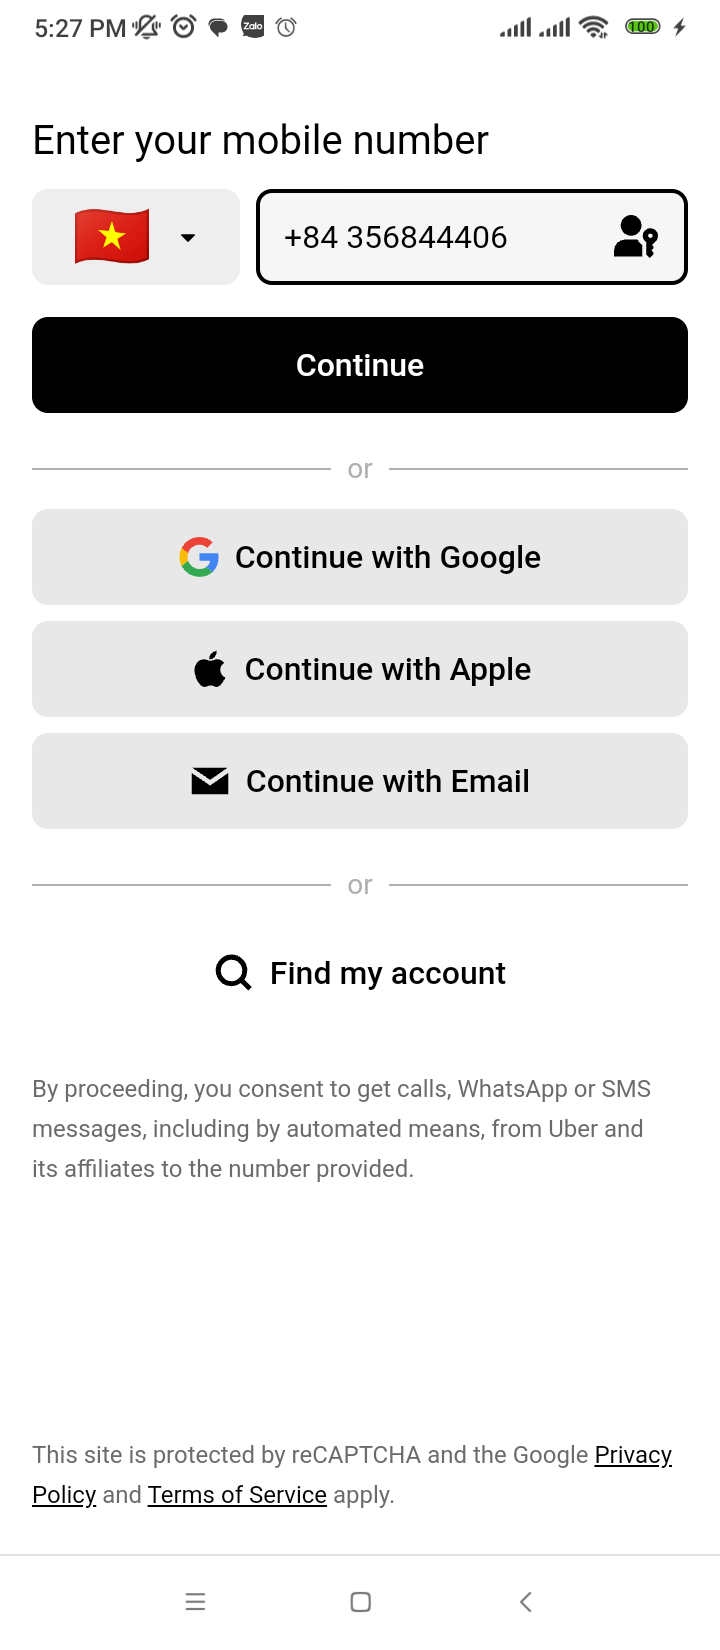 5:27 PM Zalo 100
Enter your mobile number
+84 356844406
Continue
or
Continue with Google
Continue with Apple
Continue with Email
or
Find my account
By proceeding, you consent to get calls, WhatsApp or SMS
messages, including by automated means, from Uber and
its affiliates to the number provided.
This site is protected by reCAPTCHA and the Google Privacy
Policy and Terms of Service apply.